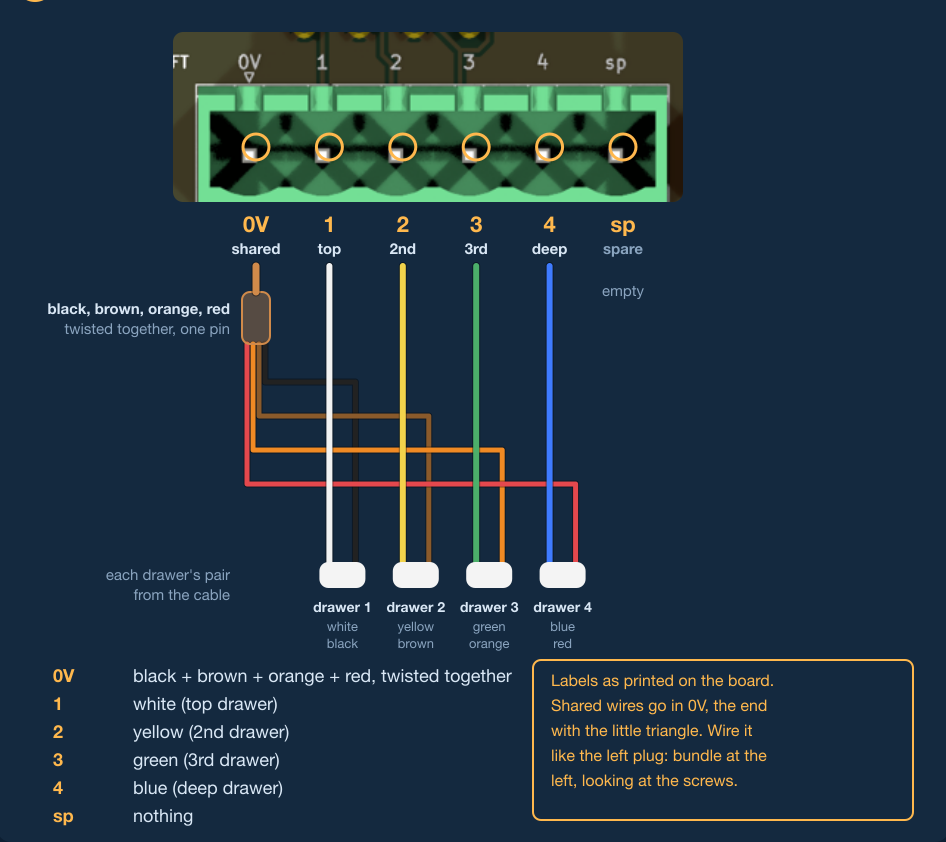 FT 0V 1 2 3 4 sp
0V 1 2 3 4 sp
shared top 2nd 3rd deep spare
empty
black, brown, orange, red
twisted together, one pin
each drawer's pair
from the cable
drawer 1 drawer 2 drawer 3 drawer 4
white yellow green blue
black brown orange red
0V black + brown + orange + red, twisted together
1 white (top drawer)
2 yellow (2nd drawer)
3 green (3rd drawer)
4 blue (deep drawer)
sp nothing
Labels as printed on the board.
Shared wires go in 0V, the end
with the little triangle. Wire it
like the left plug: bundle at the
left, looking at the screws.